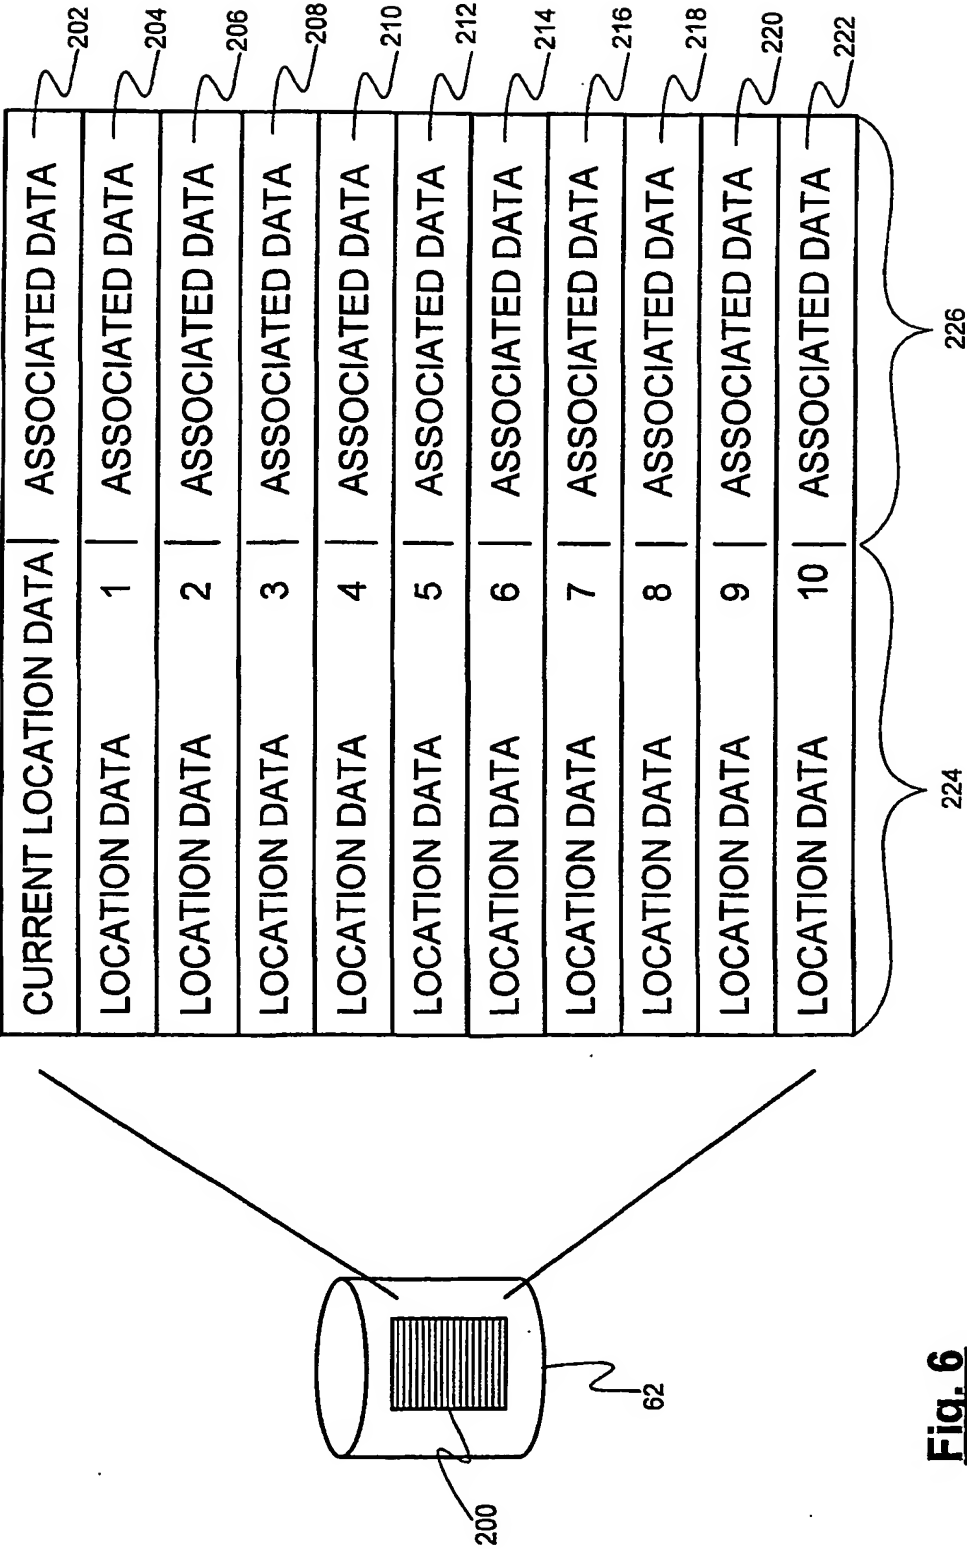 CURRENT LOCATION DATA | ASSOCIATED DATA 202
LOCATION DATA 1 | ASSOCIATED DATA 204
LOCATION DATA 2 | ASSOCIATED DATA 206
LOCATION DATA 3 | ASSOCIATED DATA 208
LOCATION DATA 4 | ASSOCIATED DATA 210
LOCATION DATA 5 | ASSOCIATED DATA 212
LOCATION DATA 6 | ASSOCIATED DATA 214
LOCATION DATA 7 | ASSOCIATED DATA 216
LOCATION DATA 8 | ASSOCIATED DATA 218
LOCATION DATA 9 | ASSOCIATED DATA 220
LOCATION DATA 10 | ASSOCIATED DATA 222
224
226
200
62
Fig. 6